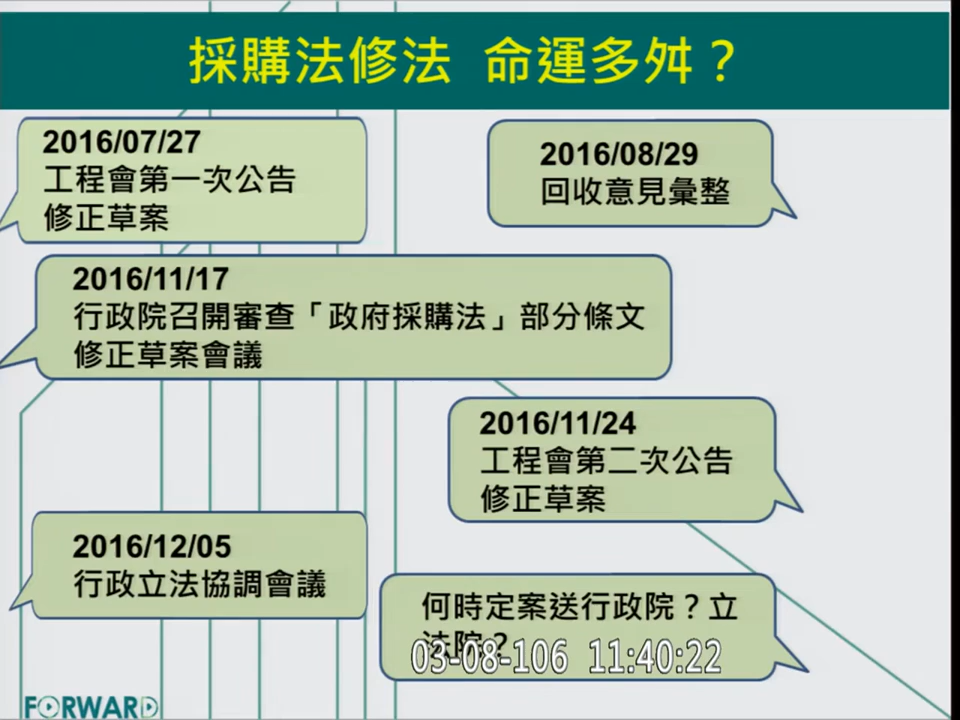 採購法修法 命運多舛？
2016/07/27
工程會第一次公告
修正草案
2016/08/29
回收意見彙整
2016/11/17
行政院召開審查「政府採購法」部分條文
修正草案會議
2016/11/24
工程會第二次公告
修正草案
2016/12/05
行政立法協調會議
何時定案送行政院？立
法院？
03-08-106 11:40:22
FORWARD